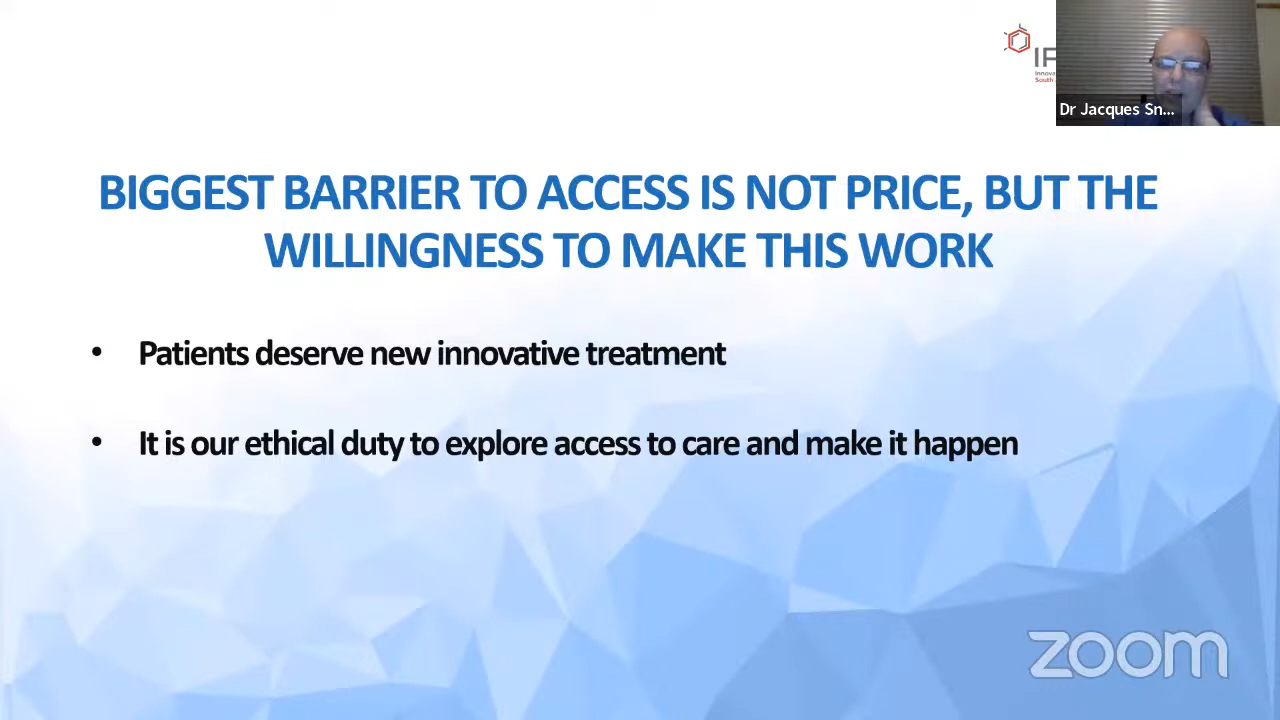 Dr Jacques Sn...
BIGGEST BARRIER TO ACCESS IS NOT PRICE, BUT THE
WILLINGNESS TO MAKE THIS WORK
• Patients deserve new innovative treatment
• It is our ethical duty to explore access to care and make it happen
zoom